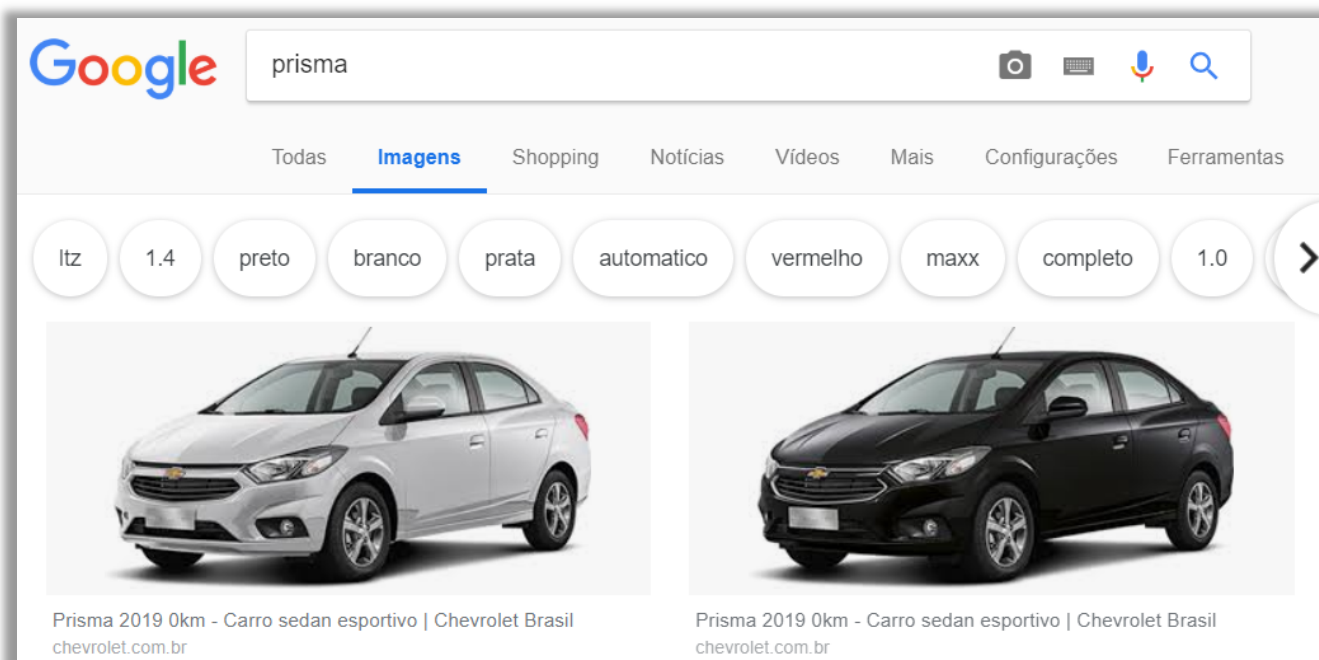 Google
prisma
Todas Imagens Shopping Notícias Vídeos Mais Configurações Ferramentas
ltz 1.4 preto branco prata automatico vermelho maxx completo 1.0
Prisma 2019 0km - Carro sedan esportivo | Chevrolet Brasil
chevrolet.com.br
Prisma 2019 0km - Carro sedan esportivo | Chevrolet Brasil
chevrolet.com.br